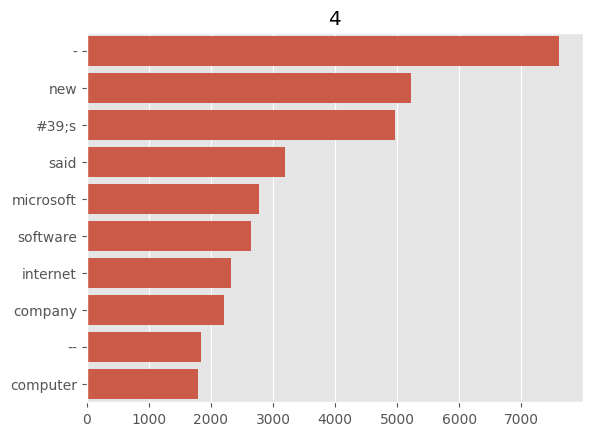 4
-
new
#39;s
said
microsoft
software
internet
company
--
computer
0 1000 2000 3000 4000 5000 6000 7000